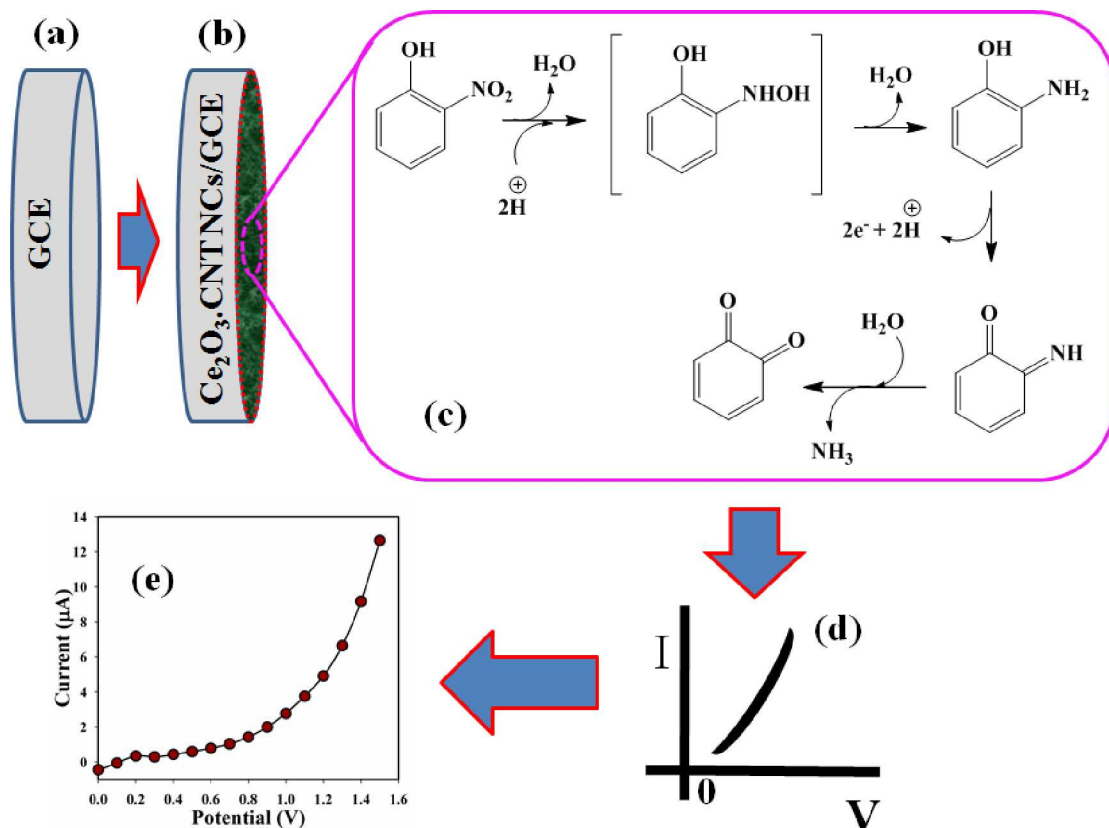 (a)
(b)
GCE
Ce₂O₃.CNTNCs/GCE
OH
NO₂
H₂O
⊕
2H
OH
NHOH
H₂O
OH
NH₂
⊕
2e⁻ + 2H
O
O
H₂O
NH₃
O
NH
(c)
(d)
I
0
V
(e)
14
12
10
8
6
4
2
0
Current (µA)
0.0 0.2 0.4 0.6 0.8 1.0 1.2 1.4 1.6
Potential (V)